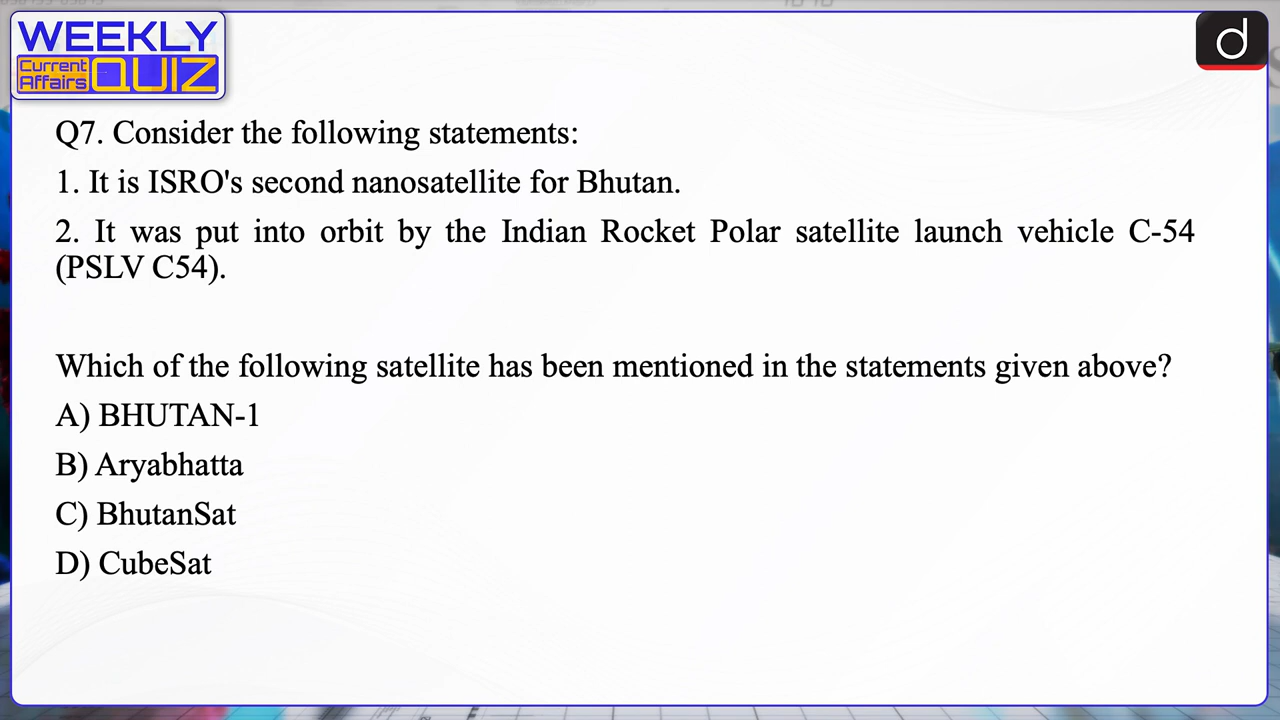 WEEKLY
Current
Affairs
QUIZ
d
Q7. Consider the following statements:
1. It is ISRO's second nanosatellite for Bhutan.
2. It was put into orbit by the Indian Rocket Polar satellite launch vehicle C-54
(PSLV C54).
Which of the following satellite has been mentioned in the statements given above?
A) BHUTAN-1
B) Aryabhatta
C) BhutanSat
D) CubeSat